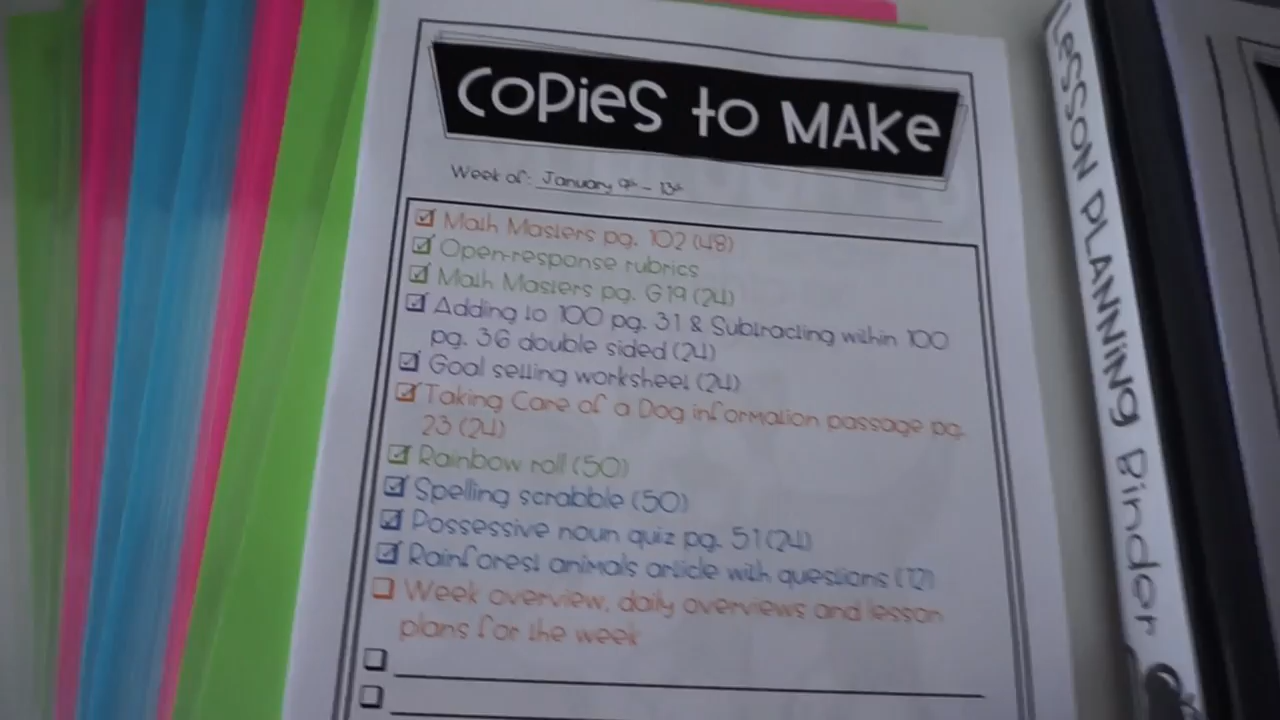 Copies to Make
Week of: January 9th - 13th
Math Masters pg. 102 (48)
Open-response rubrics
Math Masters pg. G19 (24)
Adding to 100 pg. 31 & Subtracting within 100
pg. 36 double sided (24)
Goal setting worksheet (24)
Taking Care of a Dog information passage pg.
23 (24)
Rainbow roll (50)
Spelling scrabble (50)
Possessive noun quiz pg. 51 (24)
Rainforest animals article with questions (12)
Week overview, daily overviews and lesson
plans for the week
Lesson Planning Binder